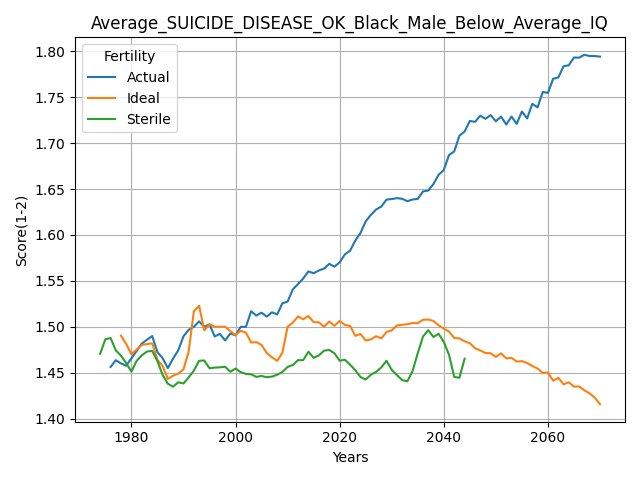 Average_SUICIDE_DISEASE_OK_Black_Male_Below_Average_IQ
Fertility
Actual
Ideal
Sterile
Score(1-2)
1.80
1.75
1.70
1.65
1.60
1.55
1.50
1.45
1.40
1980
2000
2020
2040
2060
Years